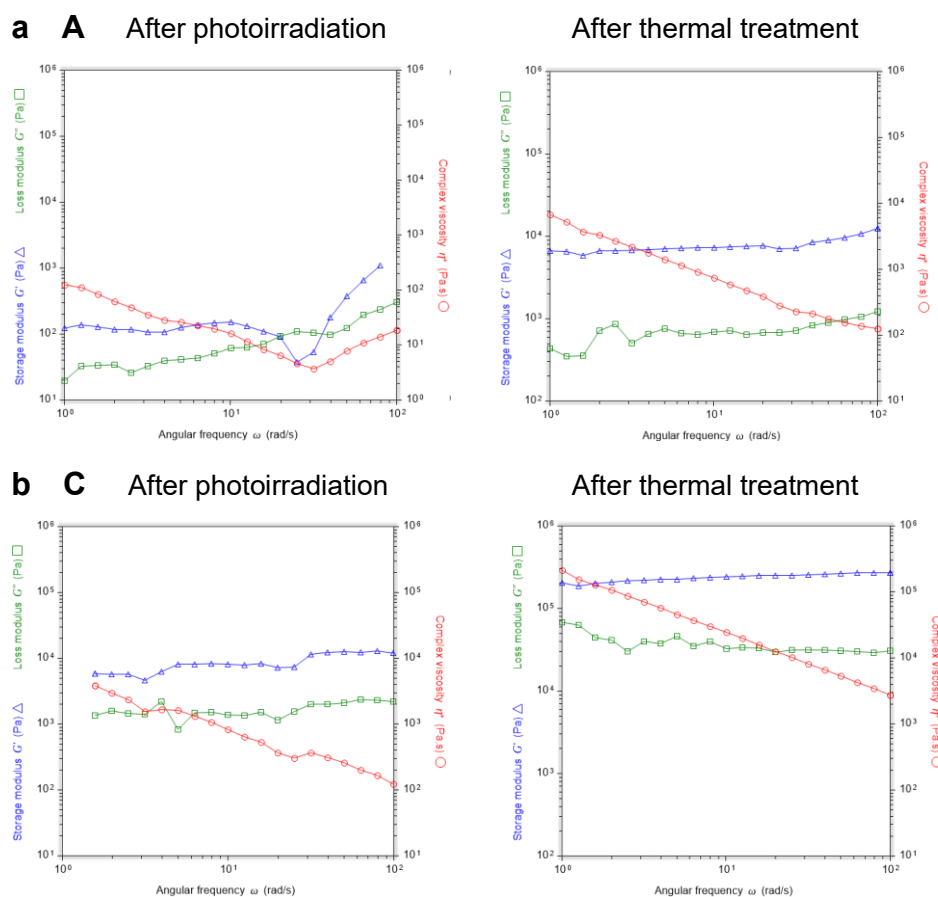 a A After photoirradiation After thermal treatment
Storage modulus G' (Pa) △ Loss modulus G'' (Pa) □
10⁶
10⁵
10⁴
10³
10²
10¹
10⁰ 10¹ 10²
Angular frequency ω (rad/s)
10⁶
10⁵
10⁴
10³
10²
10¹
10⁰
Complex viscosity η* (Pa.s) ○
Storage modulus G' (Pa) △ Loss modulus G'' (Pa) □
10⁶
10⁵
10⁴
10³
10²
10⁰ 10¹ 10²
Angular frequency ω (rad/s)
10⁶
10⁵
10⁴
10³
10²
10¹
Complex viscosity η* (Pa.s) ○
b C After photoirradiation After thermal treatment
Storage modulus G' (Pa) △ Loss modulus G'' (Pa) □
10⁶
10⁵
10⁴
10³
10²
10¹
10⁰ 10¹ 10²
Angular frequency ω (rad/s)
10⁶
10⁵
10⁴
10³
10²
10¹
Complex viscosity η* (Pa.s) ○
Storage modulus G' (Pa) △ Loss modulus G'' (Pa) □
10⁶
10⁵
10⁴
10³
10²
10⁰ 10¹ 10²
Angular frequency ω (rad/s)
10⁶
10⁵
10⁴
10³
10²
10¹
Complex viscosity η* (Pa.s) ○